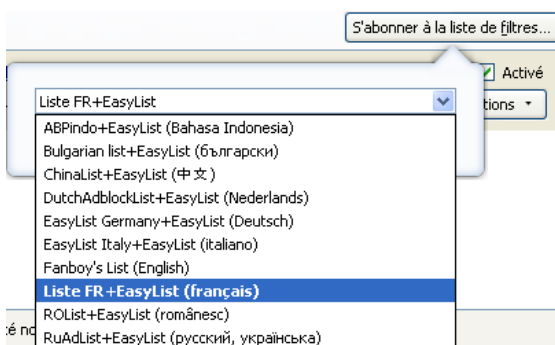 S'abonner à la liste de filtres...
Activé
Liste FR+EasyList
tions
ABPindo+EasyList (Bahasa Indonesia)
Bulgarian list+EasyList (български)
ChinaList+EasyList (中文)
DutchAdblockList+EasyList (Nederlands)
EasyList Germany+EasyList (Deutsch)
EasyList Italy+EasyList (italiano)
Fanboy's List (English)
Liste FR+EasyList (français)
ROList+EasyList (românesc)
RuAdList+EasyList (русский, українська)